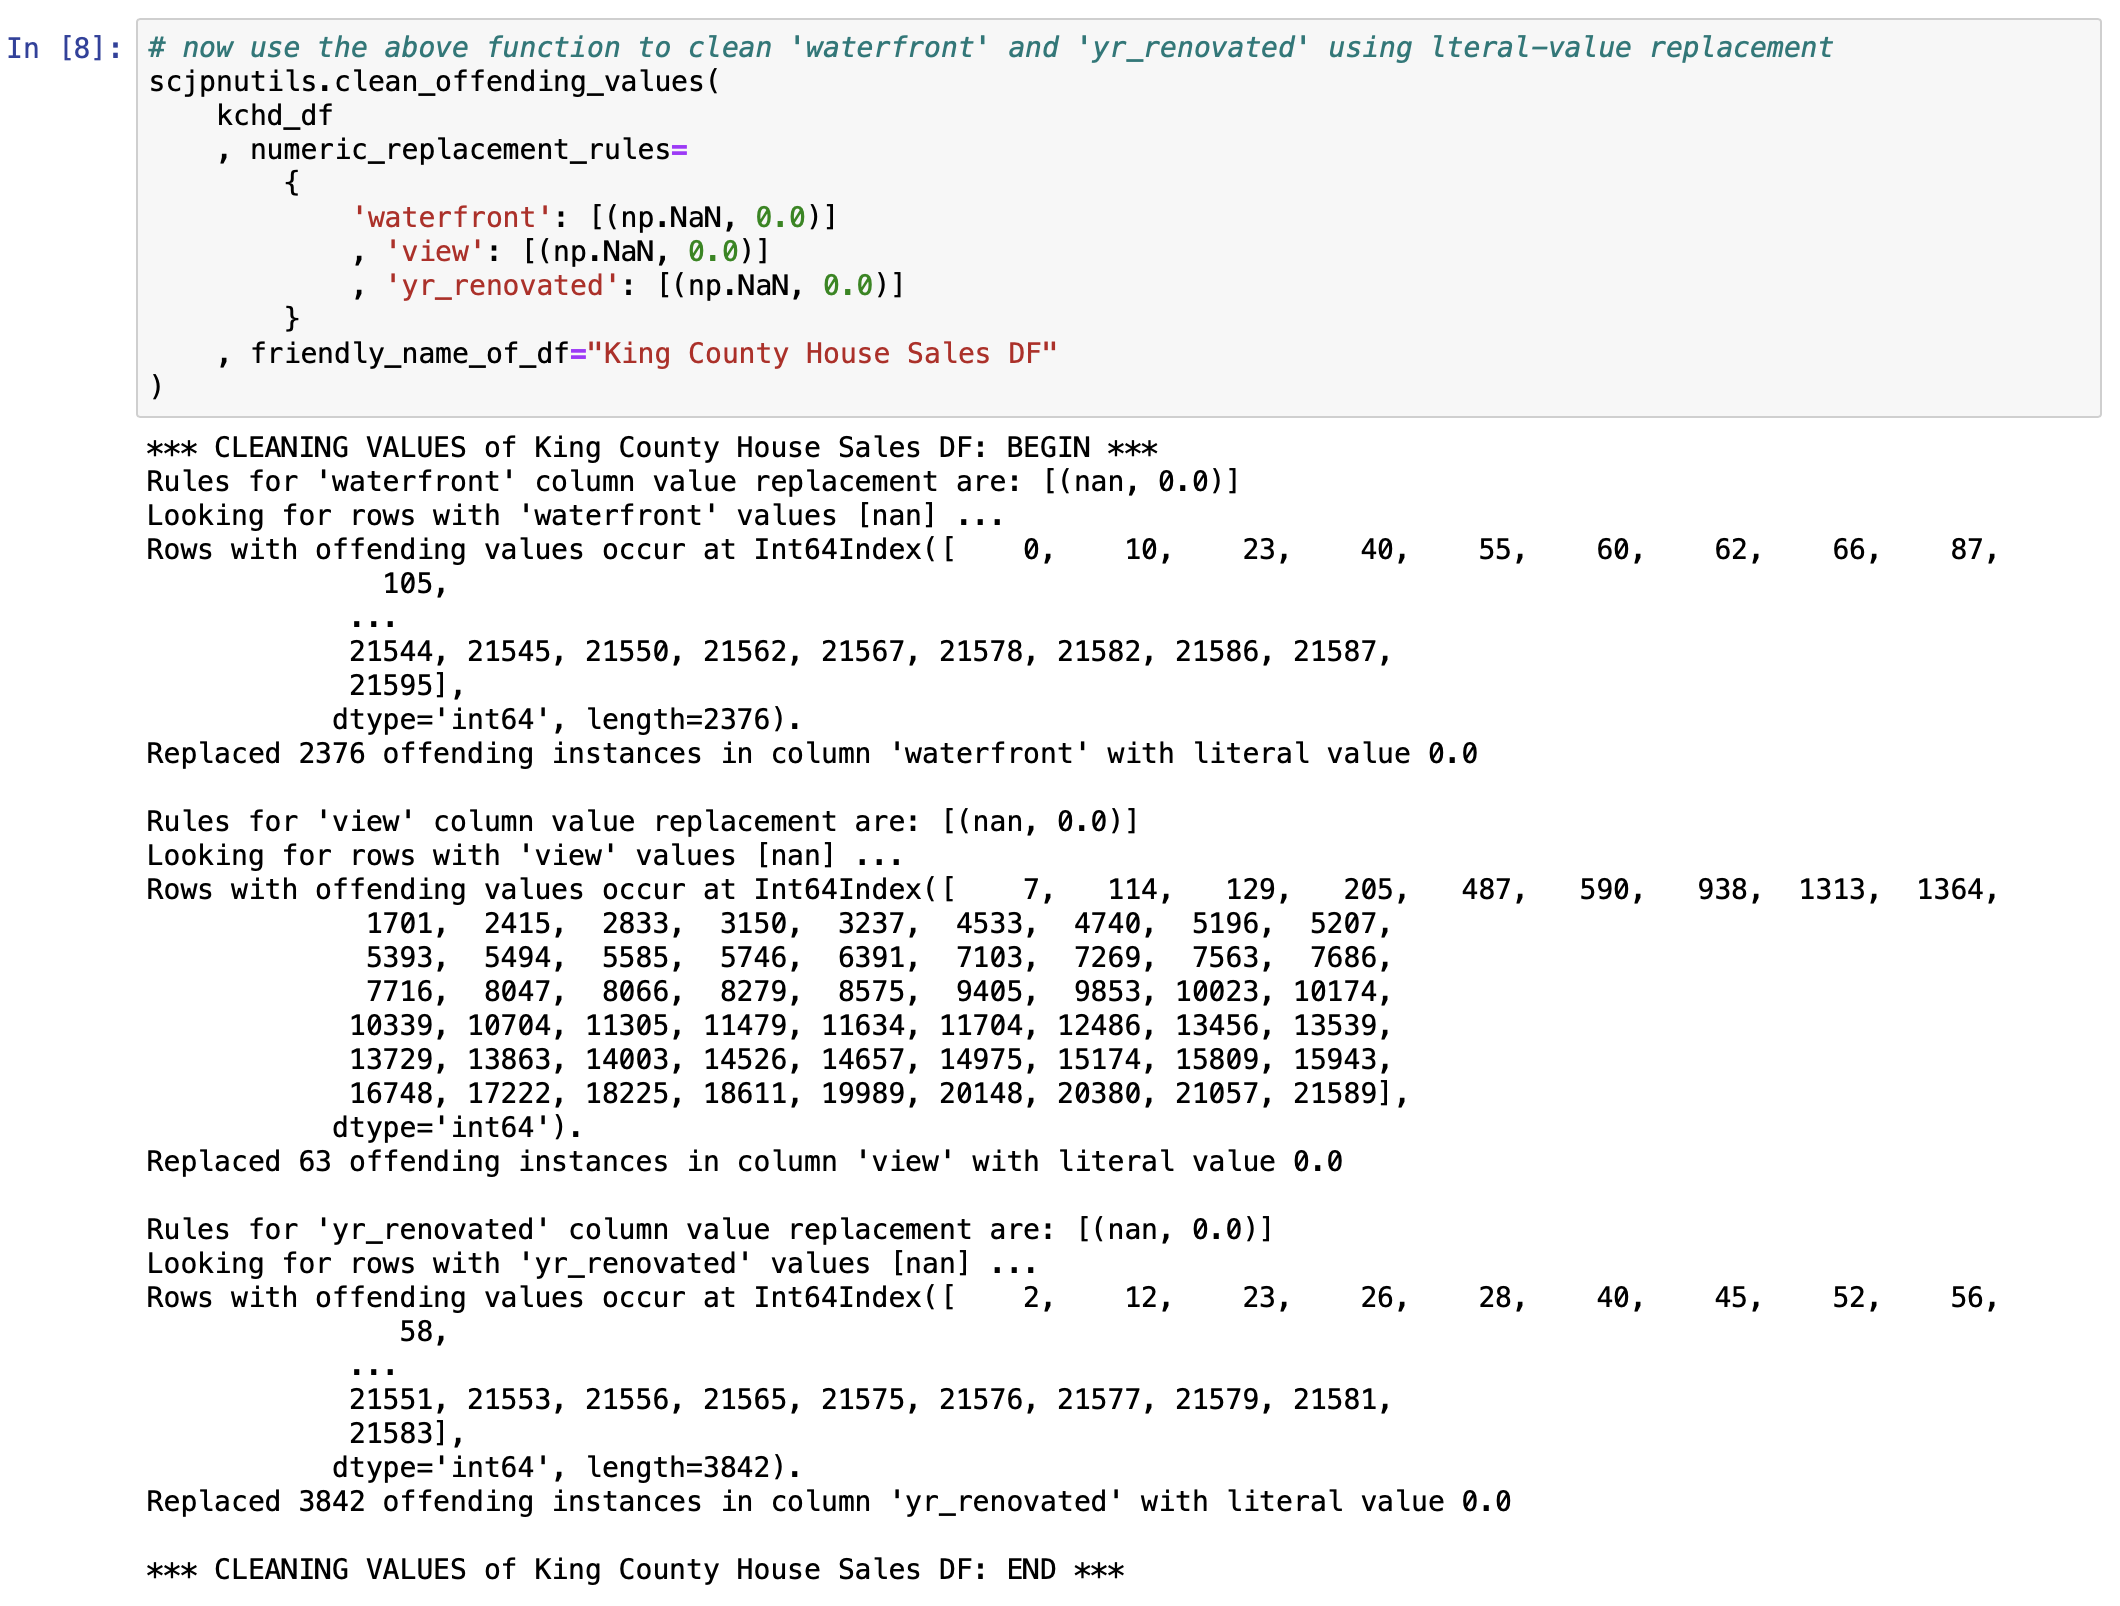 In [8]: # now use the above function to clean 'waterfront' and 'yr_renovated' using lteral-value replacement
scjpnutils.clean_offending_values(
    kchd_df
    , numeric_replacement_rules=
        {
            'waterfront': [(np.NaN, 0.0)]
            , 'view': [(np.NaN, 0.0)]
            , 'yr_renovated': [(np.NaN, 0.0)]
        }
    , friendly_name_of_df="King County House Sales DF"
)
*** CLEANING VALUES of King County House Sales DF: BEGIN ***
Rules for 'waterfront' column value replacement are: [(nan, 0.0)]
Looking for rows with 'waterfront' values [nan] ...
Rows with offending values occur at Int64Index([    0,    10,    23,    40,    55,    60,    62,    66,    87,
              105,
            ...
            21544, 21545, 21550, 21562, 21567, 21578, 21582, 21586, 21587,
            21595],
           dtype='int64', length=2376).
Replaced 2376 offending instances in column 'waterfront' with literal value 0.0

Rules for 'view' column value replacement are: [(nan, 0.0)]
Looking for rows with 'view' values [nan] ...
Rows with offending values occur at Int64Index([    7,   114,   129,   205,   487,   590,   938,  1313,  1364,
             1701,  2415,  2833,  3150,  3237,  4533,  4740,  5196,  5207,
             5393,  5494,  5585,  5746,  6391,  7103,  7269,  7563,  7686,
             7716,  8047,  8066,  8279,  8575,  9405,  9853, 10023, 10174,
            10339, 10704, 11305, 11479, 11634, 11704, 12486, 13456, 13539,
            13729, 13863, 14003, 14526, 14657, 14975, 15174, 15809, 15943,
            16748, 17222, 18225, 18611, 19989, 20148, 20380, 21057, 21589],
           dtype='int64').
Replaced 63 offending instances in column 'view' with literal value 0.0

Rules for 'yr_renovated' column value replacement are: [(nan, 0.0)]
Looking for rows with 'yr_renovated' values [nan] ...
Rows with offending values occur at Int64Index([    2,    12,    23,    26,    28,    40,    45,    52,    56,
               58,
            ...
            21551, 21553, 21556, 21565, 21575, 21576, 21577, 21579, 21581,
            21583],
           dtype='int64', length=3842).
Replaced 3842 offending instances in column 'yr_renovated' with literal value 0.0

*** CLEANING VALUES of King County House Sales DF: END ***